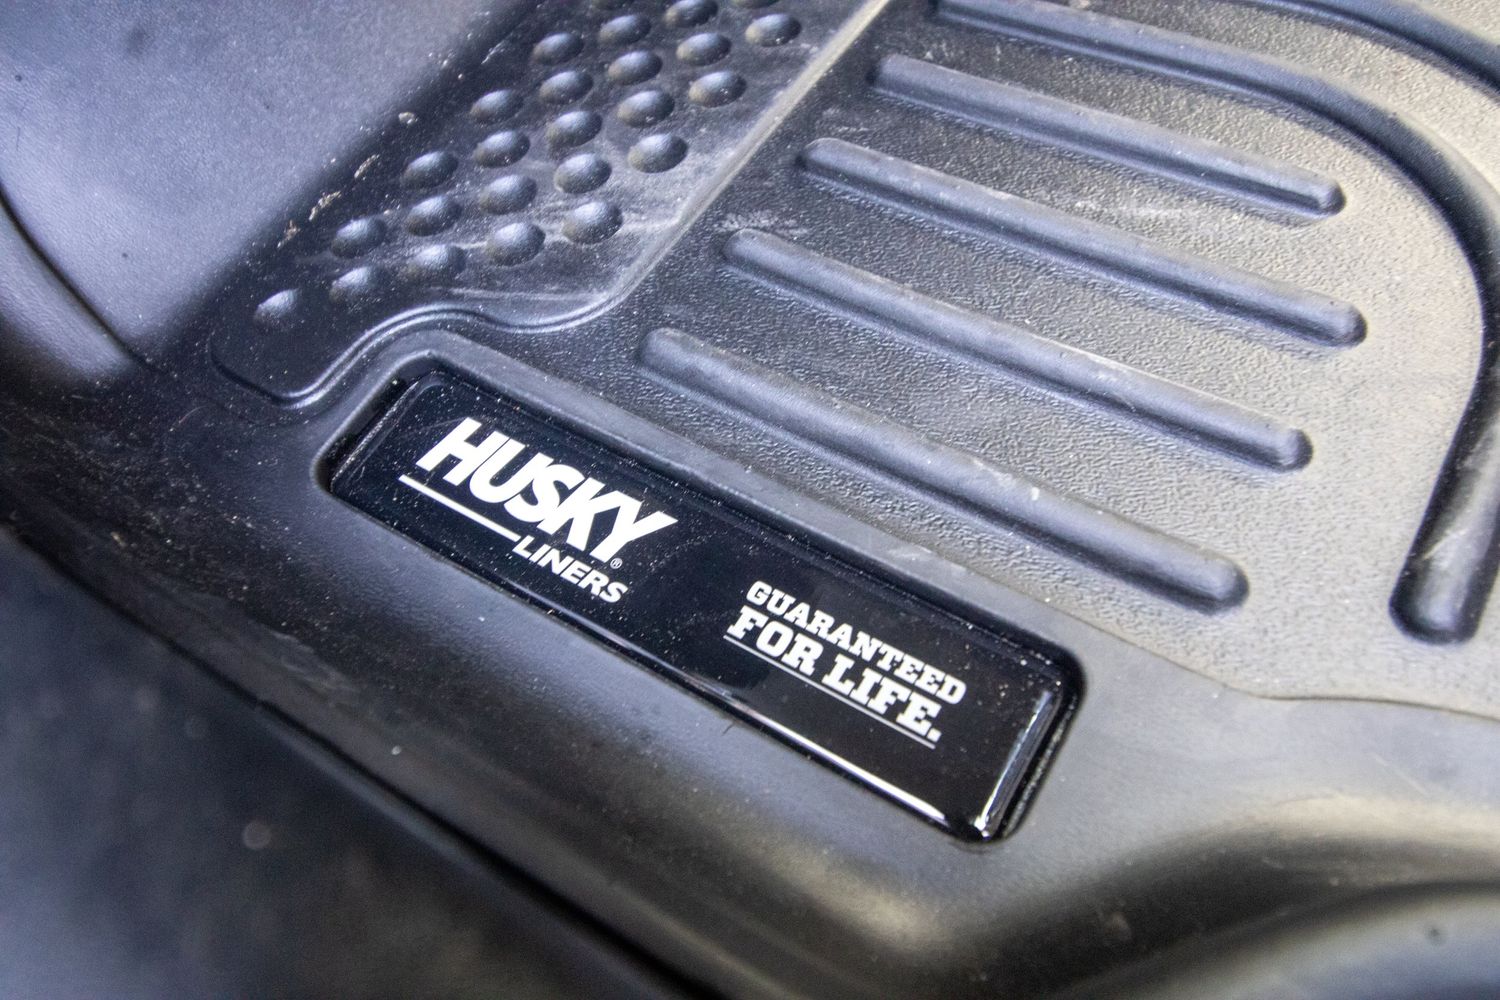 HUSKY®
LINERS
GUARANTEED
FOR LIFE.